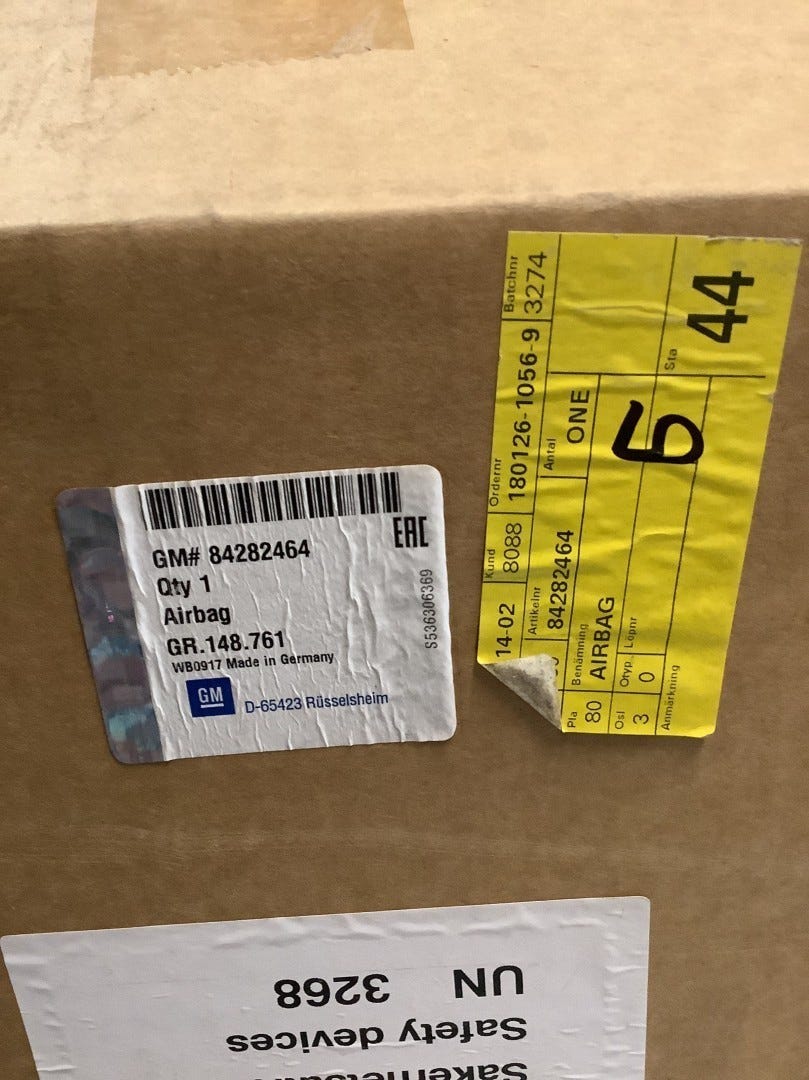 GM# 84282464
Qty 1
Airbag
GR.148.761
WB0917 Made in Germany
GM
D-65423 Rüsselsheim
EAC
S536306369
14-02
Kund
8088
Ordernr
180126-1056-9
Batchnr
3274
Artikelnr
84282464
Antal
ONE
Benämning
AIRBAG
Sta
44
Pla
80
Otyp
0
Löpnr
Osl
3
Anmärkning
UN 3268
Safety devices